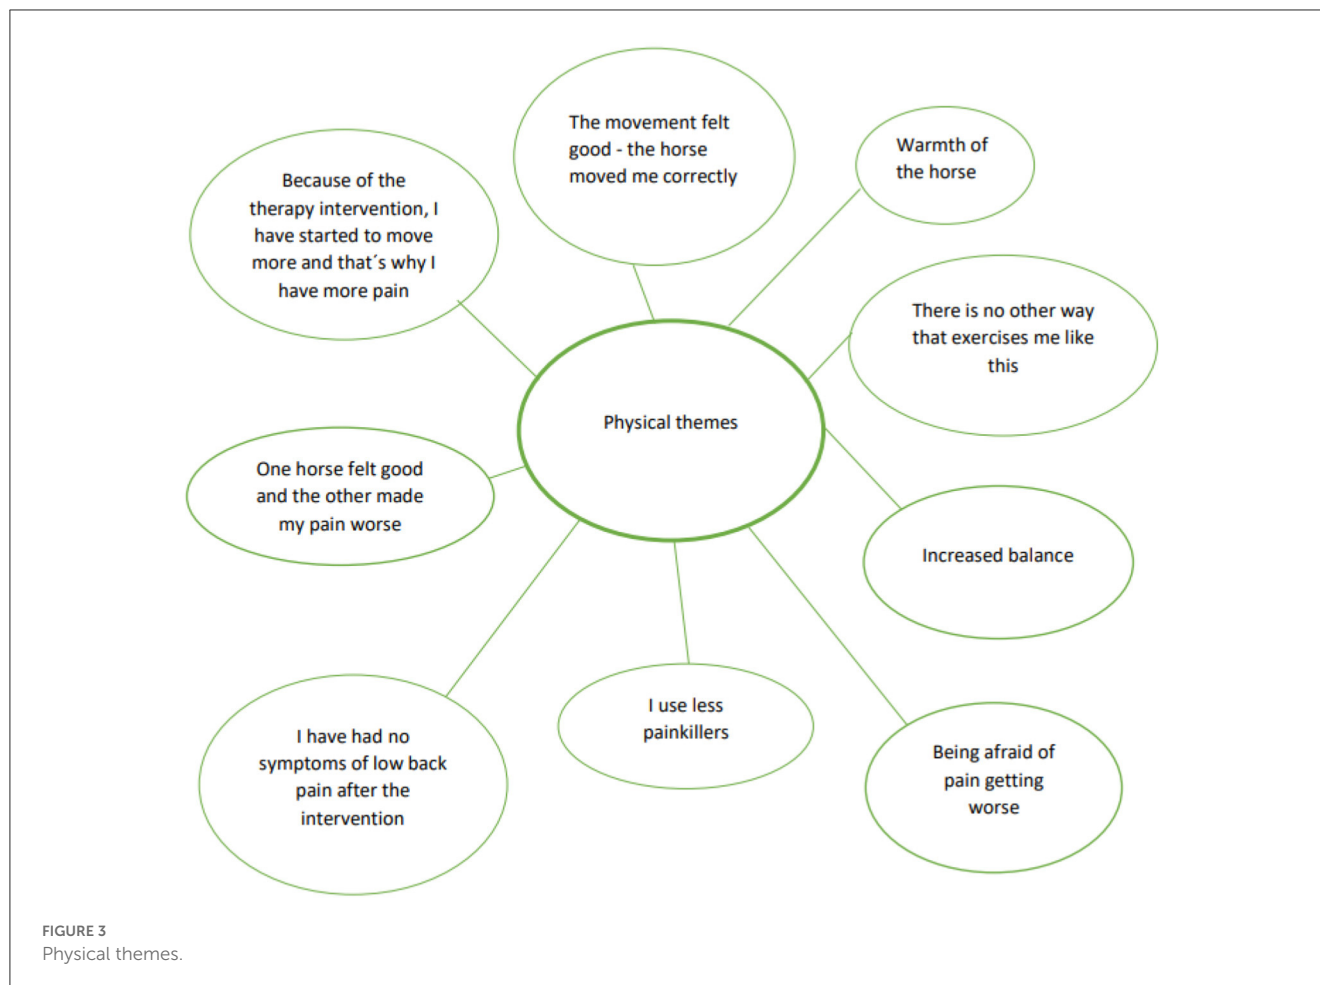 The movement felt
good - the horse
moved me correctly
Warmth of
the horse
Because of the
therapy intervention, I
have started to move
more and that´s why I
have more pain
There is no other way
that exercises me like
this
Physical themes
One horse felt good
and the other made
my pain worse
Increased balance
I use less
painkillers
I have had no
symptoms of low back
pain after the
intervention
Being afraid of
pain getting
worse
FIGURE 3
Physical themes.